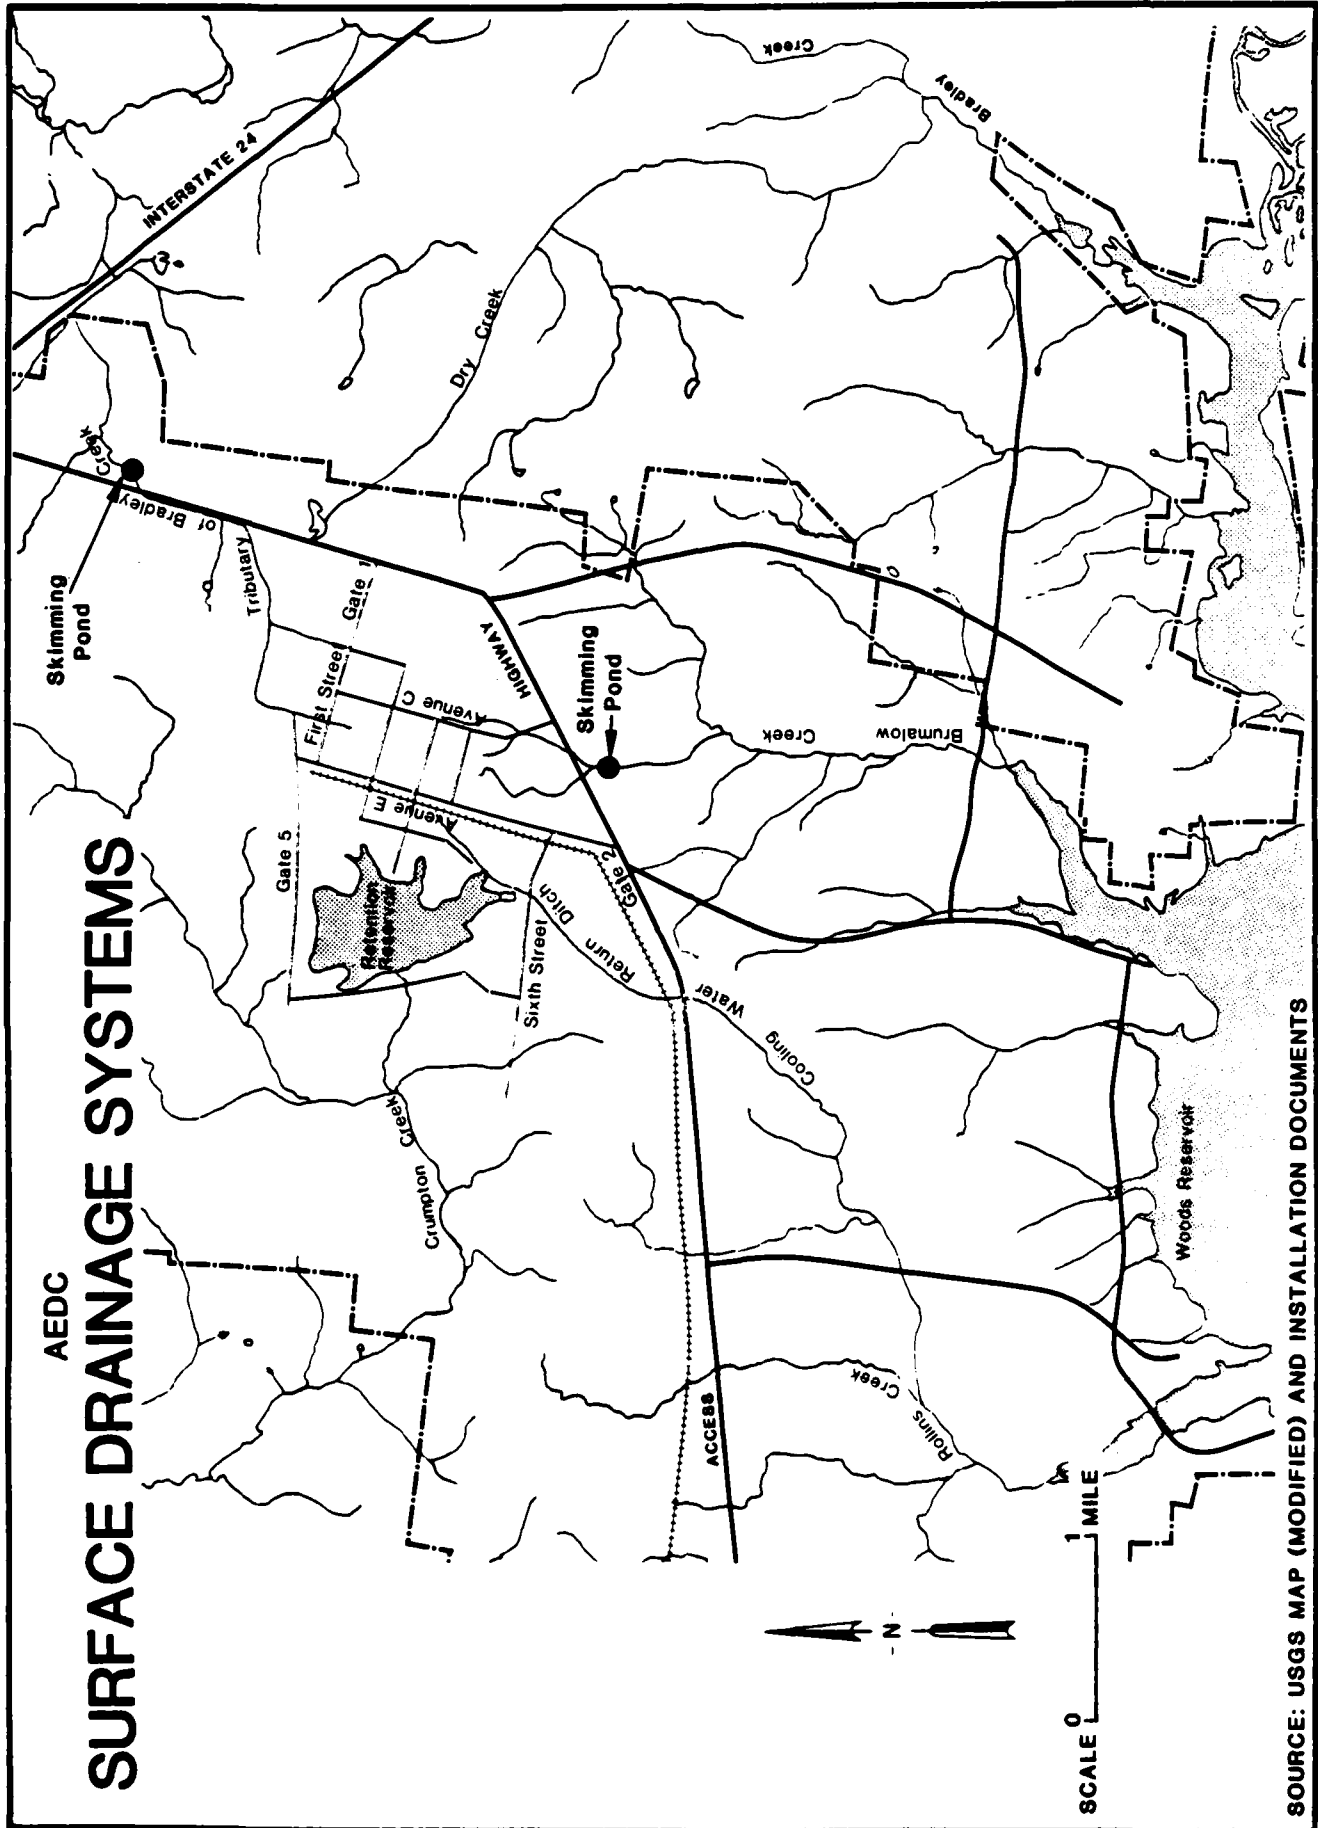 AEDC
SURFACE DRAINAGE SYSTEMS
INTERSTATE 24
Skimming
Pond
Creek
of Bradley
Tributary
Gate 1
First Street
Avenue C
Avenue E
Gate 5
Retention
Reservoir
Sixth Street
Gate 2
HIGHWAY
Skimming
Pond
Dry Creek
Bradley
Creek
Brumalow
Creek
Crumpton
Creek
Cooling
Water
Return
Ditch
ACCESS
Rollins
Creek
Woods Reservoir
N
SCALE 0
1 MILE
SOURCE: USGS MAP (MODIFIED) AND INSTALLATION DOCUMENTS